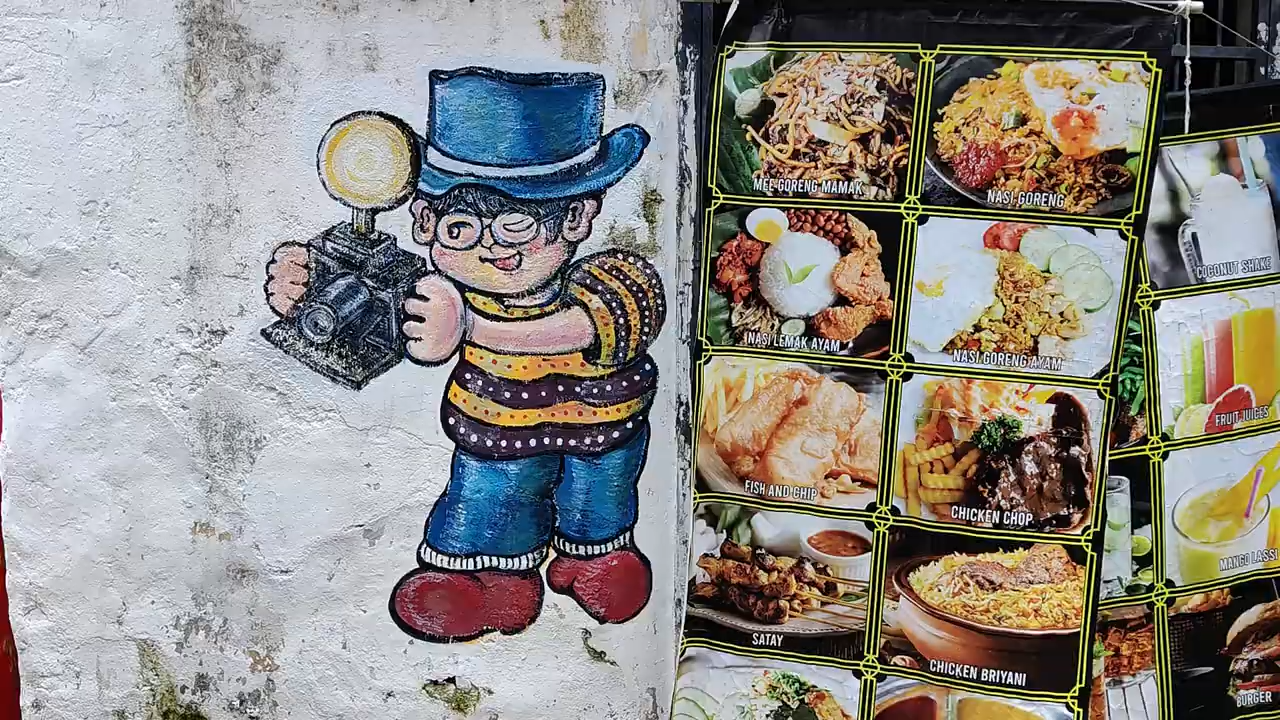 MEE GORENG MAMAK
NASI GORENG
NASI LEMAK AYAM
NASI GORENG AYAM
FISH AND CHIP
CHICKEN CHOP
SATAY
CHICKEN BRIYANI
COCONUT SHAKE
FRUIT JUICES
MANGO LASSI
BURGER